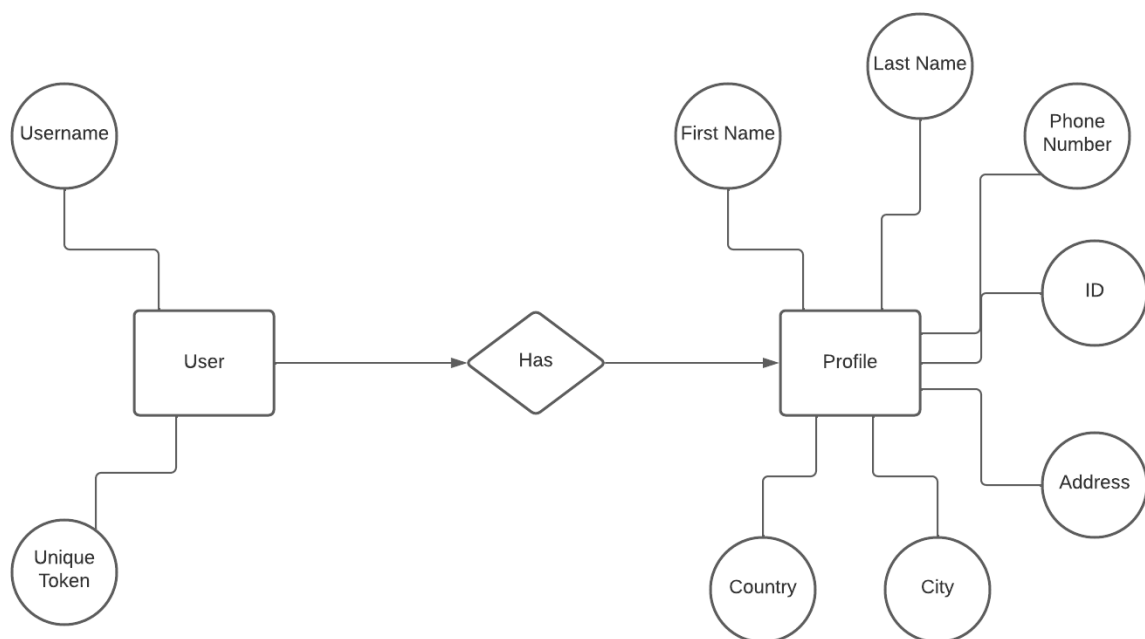 Last Name
Username
First Name
Phone
Number
ID
User
Has
Profile
Address
Unique
Token
Country
City